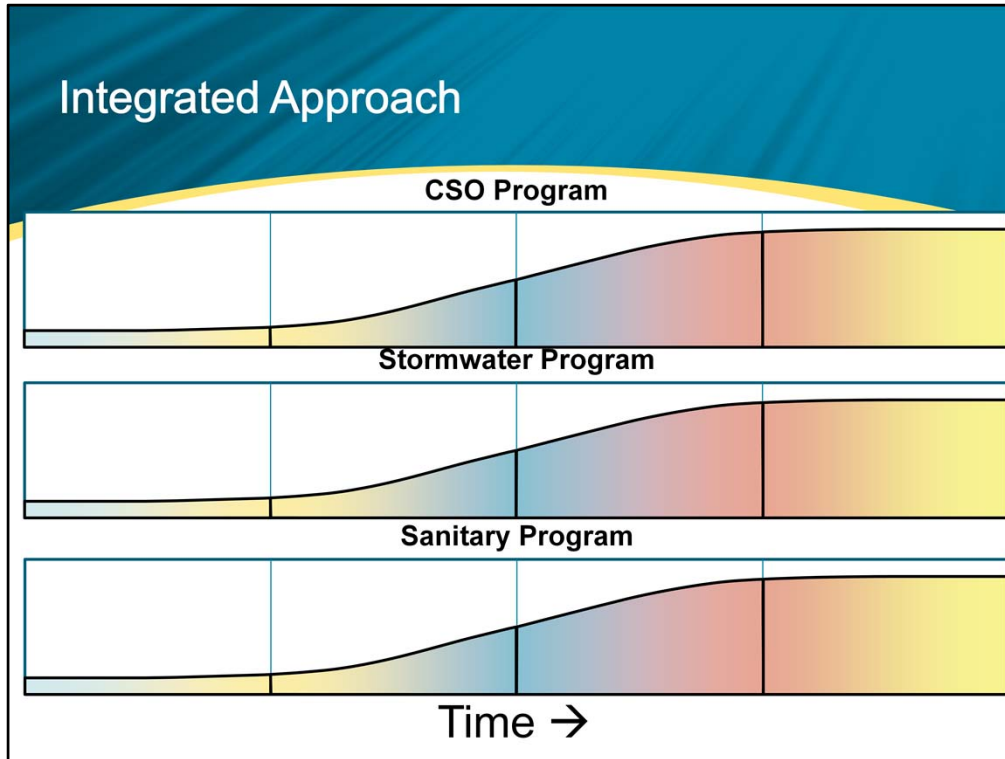 Integrated Approach
CSO Program
Stormwater Program
Sanitary Program
Time →